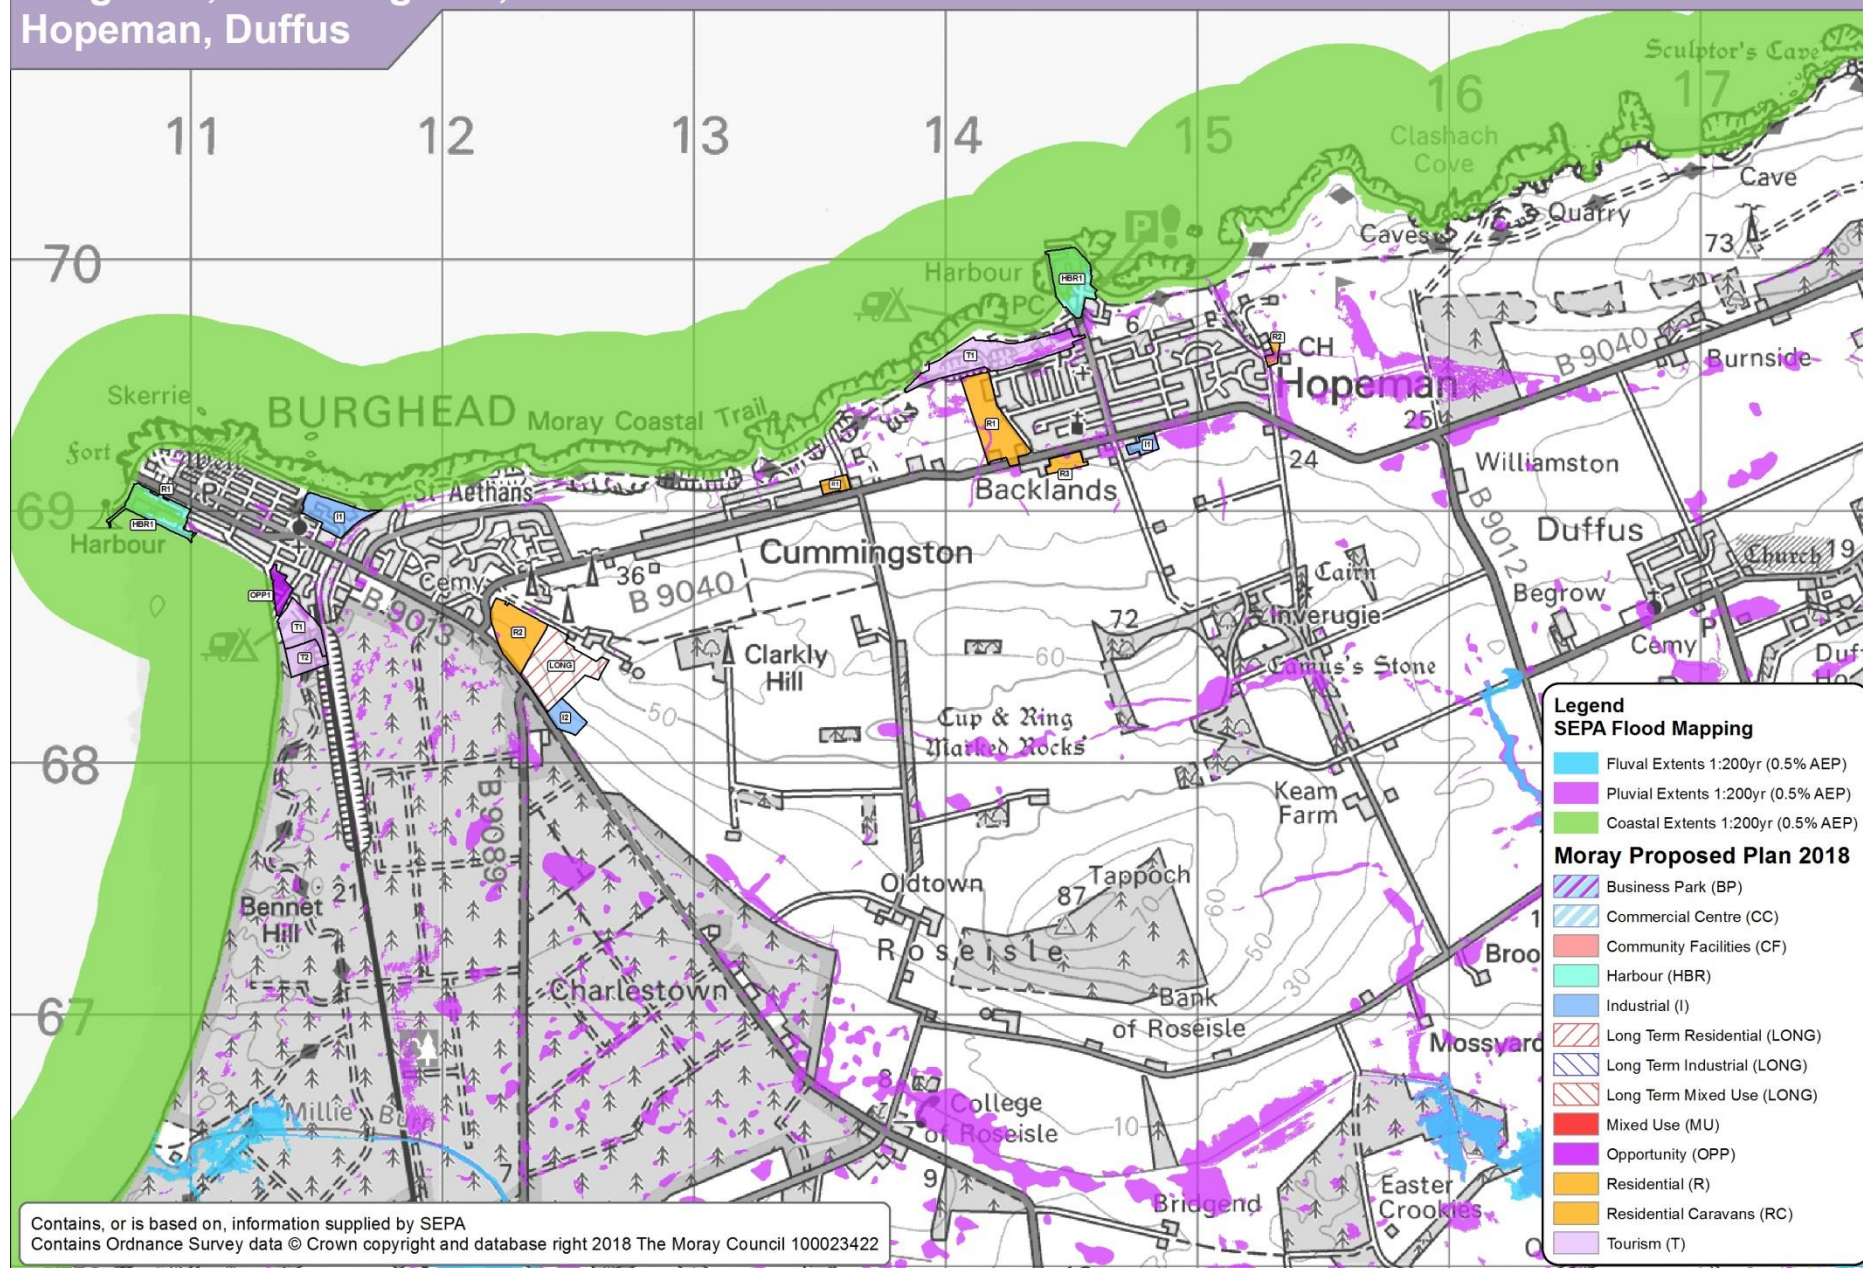 Hopeman, Duffus
Sculptor's Cave
11
12
13
14
15
16
17
Clashach
Cove
Cave
Quarry
Caves
73
70
Harbour
P
HBR1
PC
6
T1
R2
CH
Hopeman
B 9040
Burnside
Skerrie
BURGHEAD
Moray Coastal Trail
Fort
Well
R1
25
I1
24
Williamston
R1
P
St Aethans
R1
R3
Backlands
B 9012
69
HBR1
I1
Harbour
Duffus
Church
19
Cummingston
Cemy
36
B 9040
Cairn
OPP1
B 9013
Begrow
72
Inverugie
T1
R2
Clarkly
Hill
60
P
Cemy
T2
LONG
Camus's Stone
Duf
50
I2
Cup & Ring
Marked Rocks
68
Keam
Farm
B 9089
Oldtown
Tappoch
87
70
60
Bennet
Hill
21
Roseisle
50
Broo
Charlestown
30
Bank
of Roseisle
67
Mossyard
8
College
of Roseisle
Millie Burn
10
7
7
9
Bridgend
Easter
Crookies
Legend
SEPA Flood Mapping
Fluval Extents 1:200yr (0.5% AEP)
Pluvial Extents 1:200yr (0.5% AEP)
Coastal Extents 1:200yr (0.5% AEP)
Moray Proposed Plan 2018
Business Park (BP)
Commercial Centre (CC)
Community Facilities (CF)
Harbour (HBR)
Industrial (I)
Long Term Residential (LONG)
Long Term Industrial (LONG)
Long Term Mixed Use (LONG)
Mixed Use (MU)
Opportunity (OPP)
Residential (R)
Residential Caravans (RC)
Tourism (T)
Contains, or is based on, information supplied by SEPA
Contains Ordnance Survey data © Crown copyright and database right 2018 The Moray Council 100023422